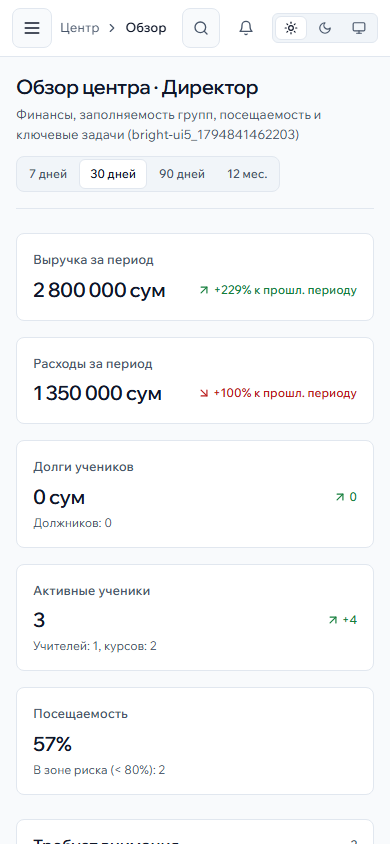 Центр
Обзор
Обзор центра · Директор
Финансы, заполняемость групп, посещаемость и
ключевые задачи (bright-ui5_1794841462203)
7 дней
30 дней
90 дней
12 мес.
Выручка за период
2 800 000 сум
+229% к прошл. периоду
Расходы за период
1 350 000 сум
+100% к прошл. периоду
Долги учеников
0 сум
0
Должников: 0
Активные ученики
3
+4
Учителей: 1, курсов: 2
Посещаемость
57%
В зоне риска (< 80%): 2
Требует внимания